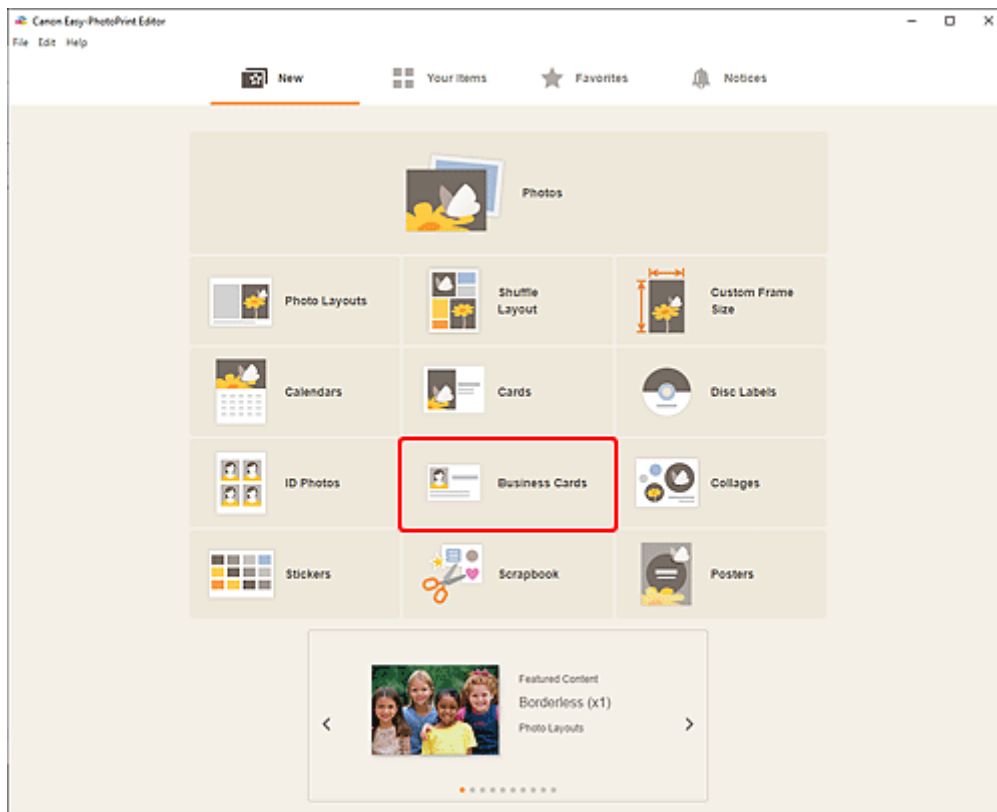 Canon Easy-PhotoPrint Editor
File Edit Help
New Your Items Favorites Notices
Photos
Photo Layouts
Shuffle
Layout
Custom Frame
Size
Calendars
Cards
Disc Labels
ID Photos
Business Cards
Collages
Stickers
Scrapbook
Posters
Featured Content
Borderless (x1)
Photo Layouts